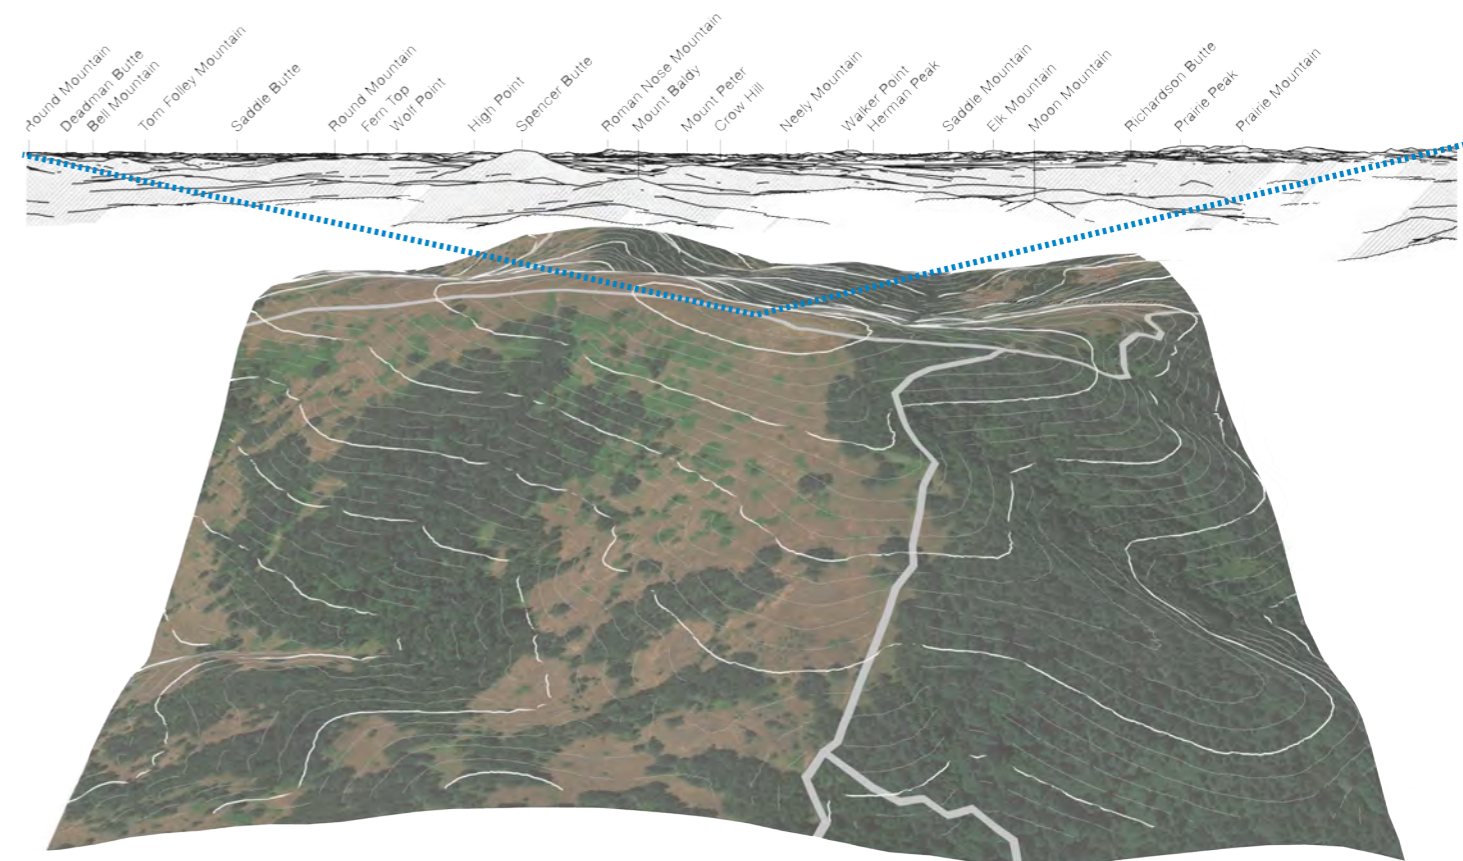 Round Mountain
Deadman Butte
Bell Mountain
Tom Folley Mountain
Saddle Butte
Round Mountain
Fern Top
Wolf Point
High Point
Spencer Butte
Roman Nose Mountain
Mount Baldy
Mount Peter
Crow Hill
Neely Mountain
Walker Point
Herman Peak
Saddle Mountain
Elk Mountain
Moon Mountain
Richardson Butte
Prairie Peak
Prairie Mountain